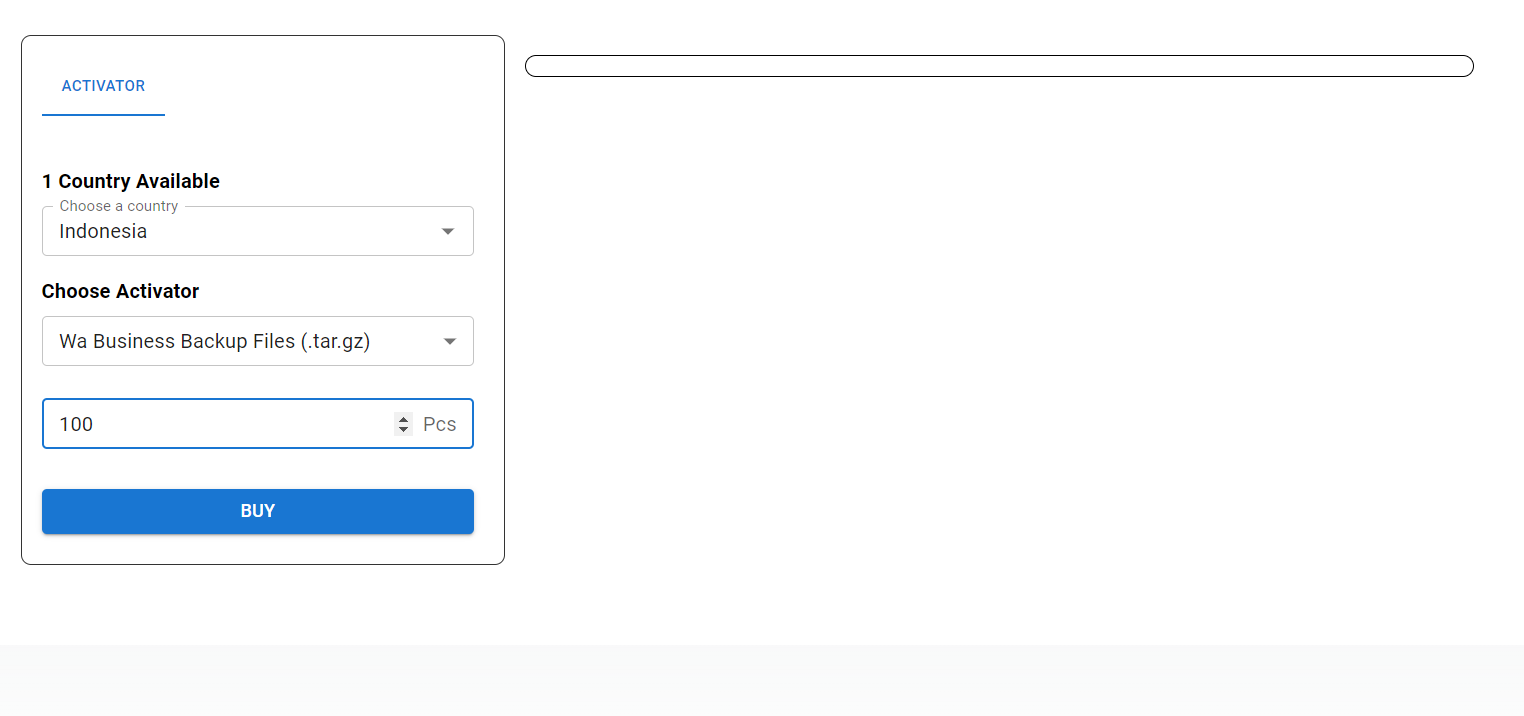 ACTIVATOR
1 Country Available
Choose a country
Indonesia
Choose Activator
Wa Business Backup Files (.tar.gz)
100 Pcs
BUY